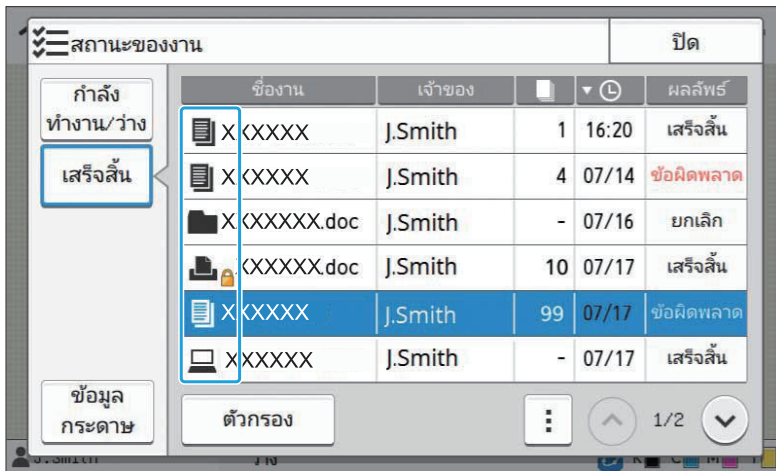 สถานะของงาน ปิด
กำลัง
ทำงาน/ว่าง
เสร็จสิ้น
ชื่องาน เจ้าของ ผลลัพธ์
XXXXXX J.Smith 1 16:20 เสร็จสิ้น
XXXXXX J.Smith 4 07/14 ข้อผิดพลาด
XXXXXXX.doc J.Smith - 07/16 ยกเลิก
XXXXXX.doc J.Smith 10 07/17 เสร็จสิ้น
XXXXXX J.Smith 99 07/17 ข้อผิดพลาด
XXXXXX J.Smith - 07/17 เสร็จสิ้น
ข้อมูล
กระดาษ
ตัวกรอง 1/2
J.Smith ว่าง K C M